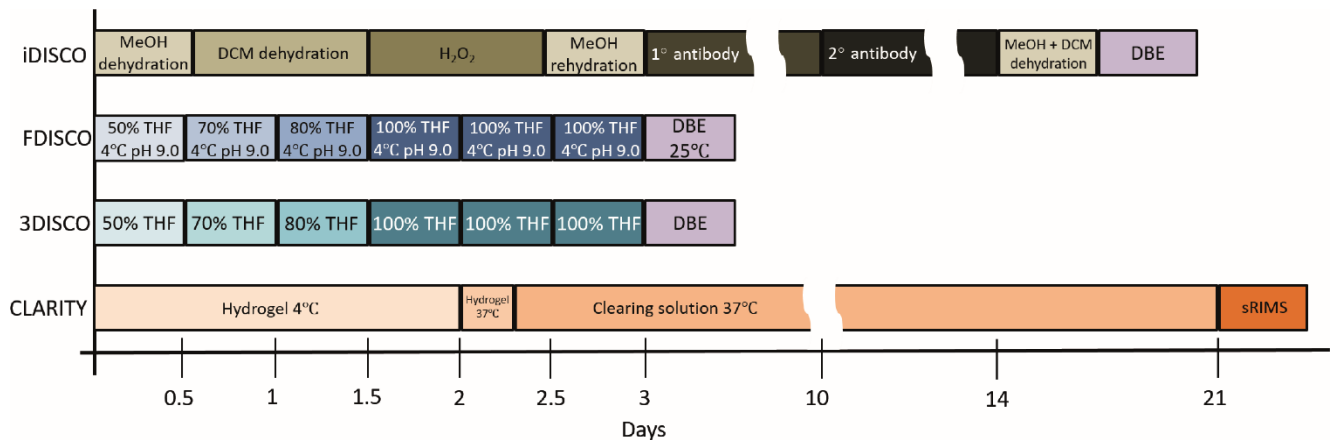 iDISCO
MeOH
dehydration
DCM dehydration
H₂O₂
MeOH
rehydration
1° antibody
2° antibody
MeOH + DCM
dehydration
DBE
FDISCO
50% THF
4℃ pH 9.0
70% THF
4℃ pH 9.0
80% THF
4℃ pH 9.0
100% THF
4℃ pH 9.0
100% THF
4℃ pH 9.0
100% THF
4℃ pH 9.0
DBE
25℃
3DISCO
50% THF
70% THF
80% THF
100% THF
100% THF
100% THF
DBE
CLARITY
Hydrogel 4℃
Hydrogel
37℃
Clearing solution 37℃
sRIMS
0.5
1
1.5
2
2.5
3
10
14
21
Days